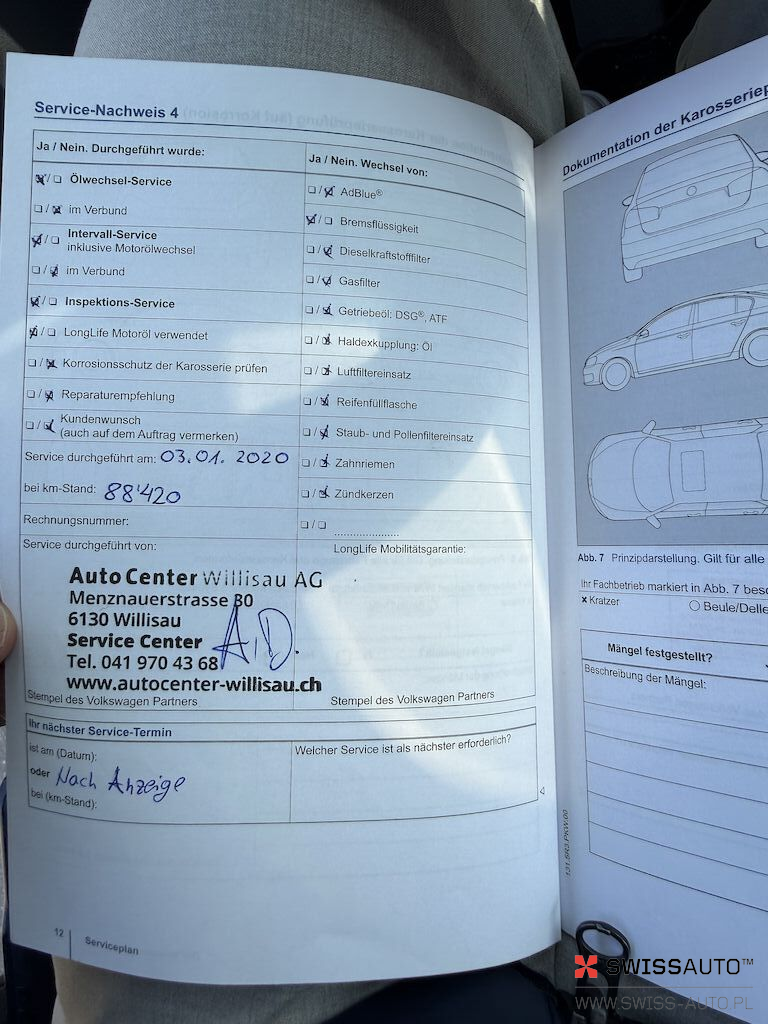 Service-Nachweis 4
Ja / Nein. Durchgeführt wurde:
Ölwechsel-Service
im Verbund
Intervall-Service
inklusive Motorölwechsel
im Verbund
Inspektions-Service
LongLife Motoröl verwendet
Korrosionsschutz der Karosserie prüfen
Reparaturempfehlung
Kundenwunsch
(auch auf dem Auftrag vermerken)
Service durchgeführt am: 03.01.2020
bei km-Stand: 88'420
Rechnungsnummer:
Ja / Nein. Wechsel von:
AdBlue®
Bremsflüssigkeit
Dieselkraftstofffilter
Gasfilter
Getriebeöl: DSG®, ATF
Haldexkupplung: Öl
Luftfiltereinsatz
Reifenfüllflasche
Staub- und Pollenfiltereinsatz
Zahnriemen
Zündkerzen
Service durchgeführt von:
LongLife Mobilitätsgarantie:
Auto Center Willisau AG
Menznauerstrasse 30
6130 Willisau
Service Center
Tel. 041 970 43 68
www.autocenter-willisau.ch
Stempel des Volkswagen Partners
Stempel des Volkswagen Partners
Ihr nächster Service-Termin
ist am (Datum):
oder Nach Anzeige
bei (km-Stand):
Welcher Service ist als nächster erforderlich?
12 Serviceplan
131.5R3.PKW.00
Dokumentation der
Abb. 7 Prinzipdarstellung. Gilt für alle
Ihr Fachbetrieb markiert in Abb. 7
x Kratzer
Beule/Delle
Mängel festgestellt?
Beschreibung der Mängel:
SWISSAUTO™
WWW.SWISS-AUTO.PL